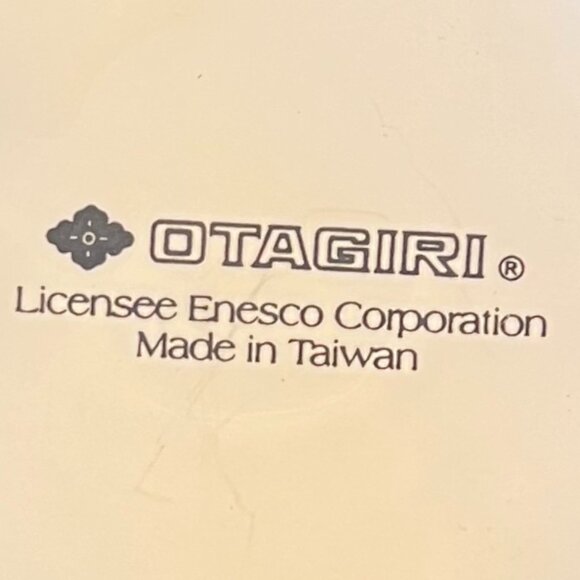 OTAGIRI ®
Licensee Enesco Corporation
Made in Taiwan